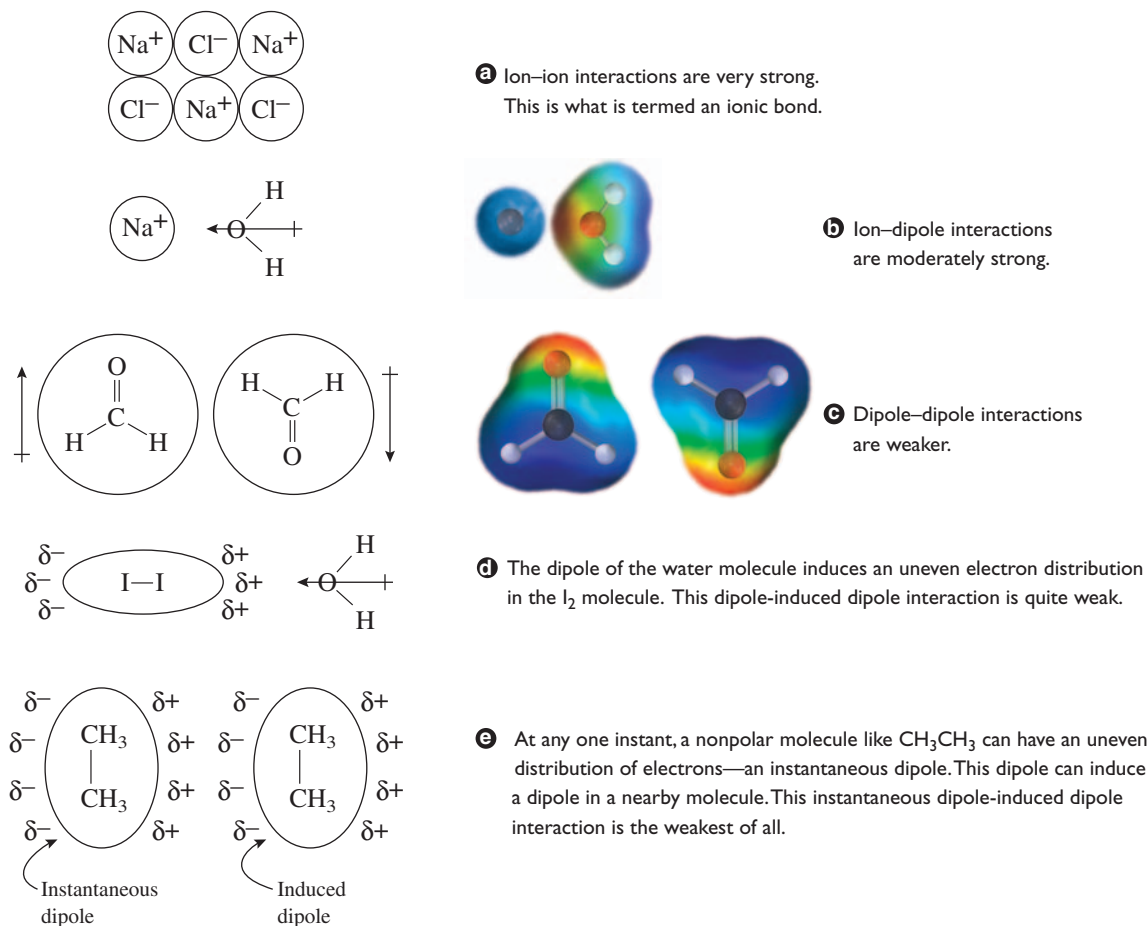 Na+ Cl– Na+
Cl– Na+ Cl–
a Ion–ion interactions are very strong.
This is what is termed an ionic bond.
H
Na+ O
H
b Ion–dipole interactions
are moderately strong.
O H H
C C
H H O
c Dipole–dipole interactions
are weaker.
δ– δ+ H
δ– I–I δ+ O
δ– δ+ H
d The dipole of the water molecule induces an uneven electron distribution
in the I2 molecule. This dipole-induced dipole interaction is quite weak.
δ– δ+ δ– δ+
δ– CH3 δ+ δ– CH3 δ+
δ– CH3 δ+ δ– CH3 δ+
δ– δ+ δ– δ+
Instantaneous
dipole
Induced
dipole
e At any one instant, a nonpolar molecule like CH3CH3 can have an uneven
distribution of electrons—an instantaneous dipole. This dipole can induce
a dipole in a nearby molecule. This instantaneous dipole-induced dipole
interaction is the weakest of all.